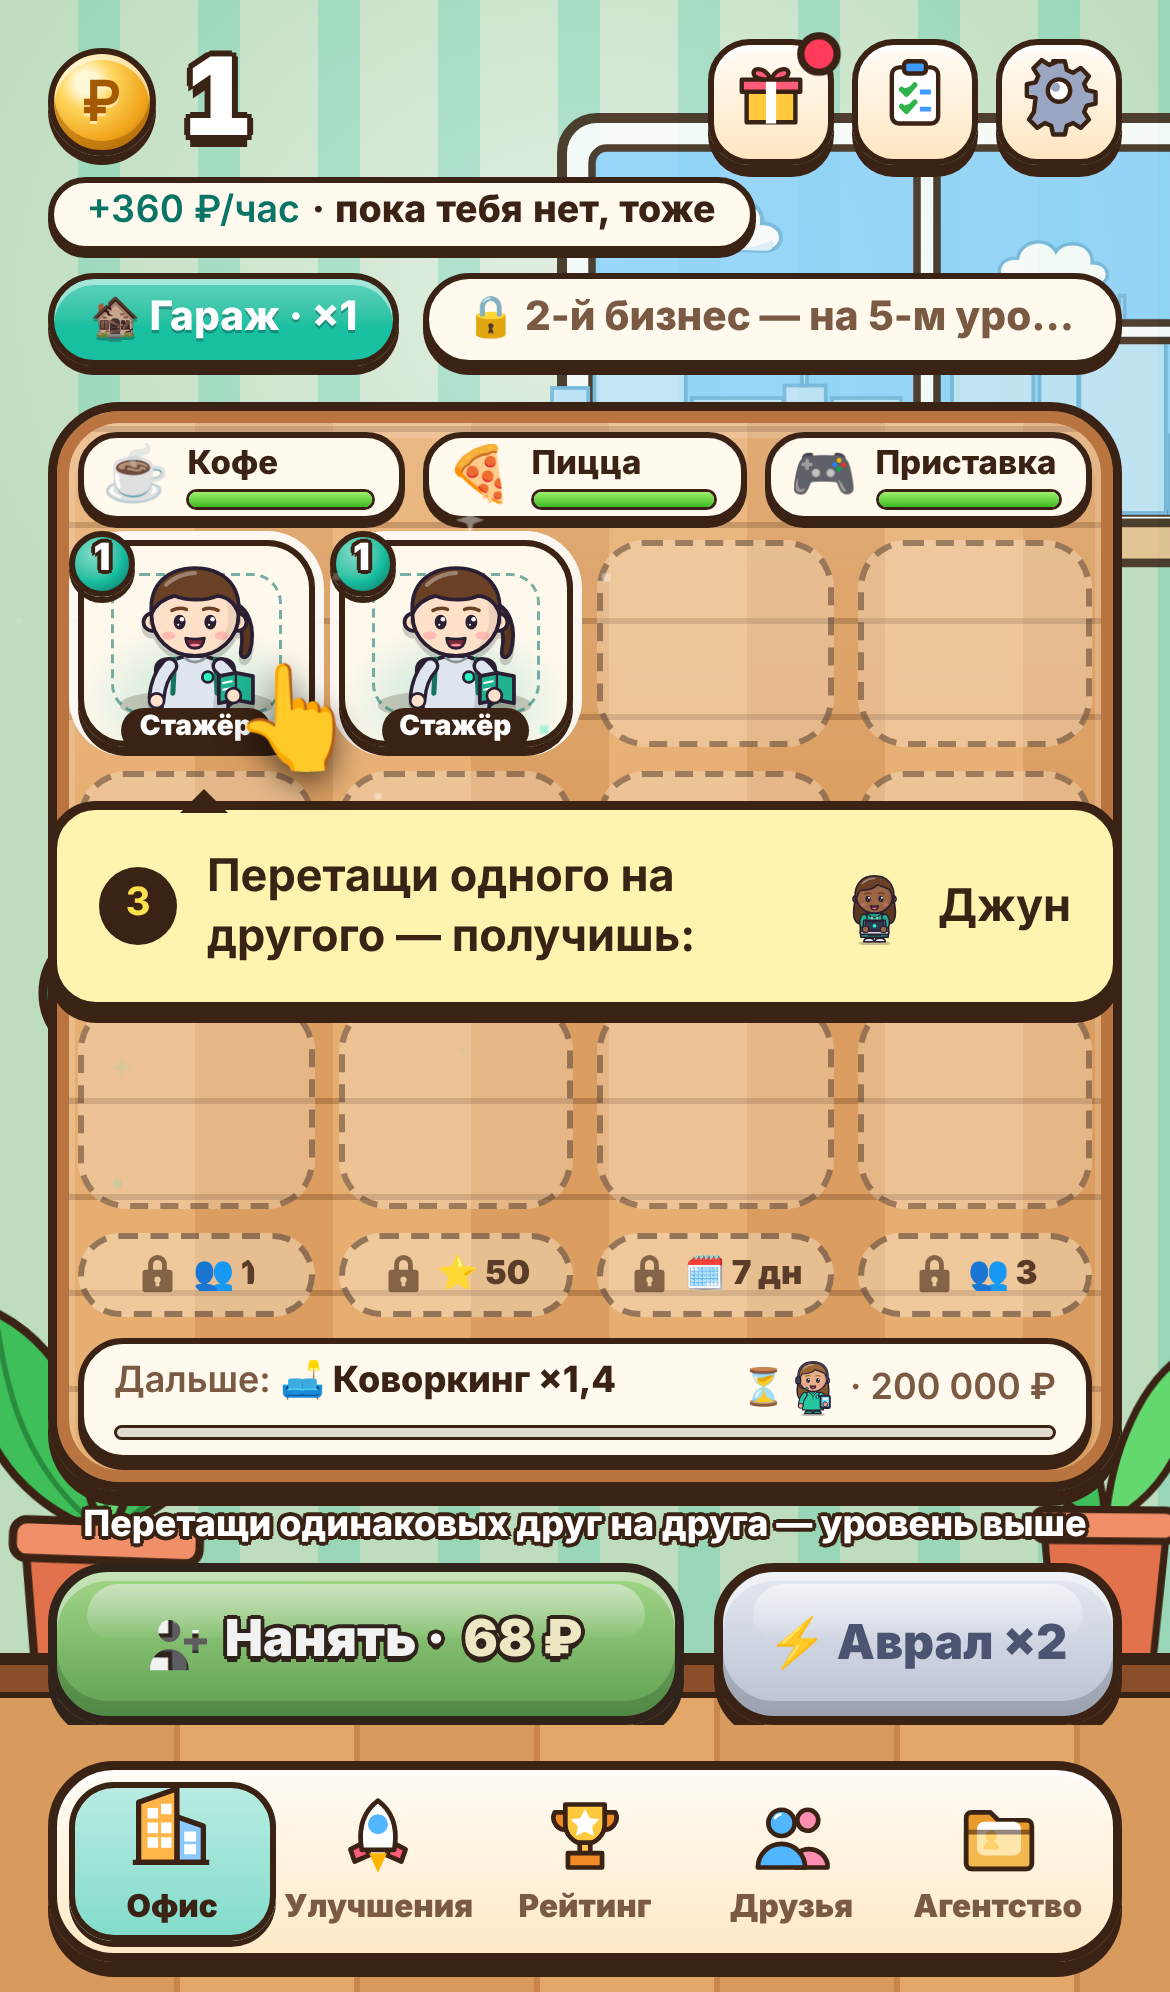 ₽ 1
+360 ₽/час · пока тебя нет, тоже
Гараж · ×1
2-й бизнес — на 5-м уро...
Кофе
Пицца
Приставка
1
1
Стажёр
Стажёр
3
Перетащи одного на
другого — получишь:
Джун
1
50
7 дн
3
Дальше: Коворкинг ×1,4
· 200 000 ₽
Перетащи одинаковых друг на друга — уровень выше
Нанять · 68 ₽
Аврал ×2
Офис
Улучшения
Рейтинг
Друзья
Агентство